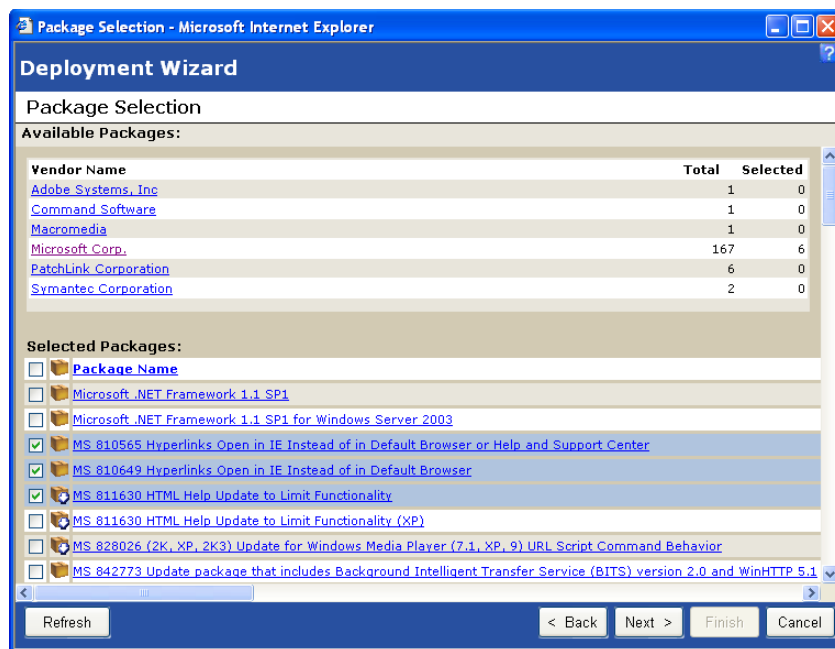 Package Selection - Microsoft Internet Explorer
?
Deployment Wizard
Package Selection
Available Packages:
Vendor Name Total Selected
Adobe Systems, Inc 1 0
Command Software 1 0
Macromedia 1 0
Microsoft Corp. 167 6
PatchLink Corporation 6 0
Symantec Corporation 2 0
Selected Packages:
Package Name
Microsoft .NET Framework 1.1 SP1
Microsoft .NET Framework 1.1 SP1 for Windows Server 2003
MS 810565 Hyperlinks Open in IE Instead of in Default Browser or Help and Support Center
MS 810649 Hyperlinks Open in IE Instead of in Default Browser
MS 811630 HTML Help Update to Limit Functionality
MS 811630 HTML Help Update to Limit Functionality (XP)
MS 828026 (2K, XP, 2K3) Update for Windows Media Player (7.1, XP, 9) URL Script Command Behavior
MS 842773 Update package that includes Background Intelligent Transfer Service (BITS) version 2.0 and WinHTTP 5.1
Refresh < Back Next > Finish Cancel